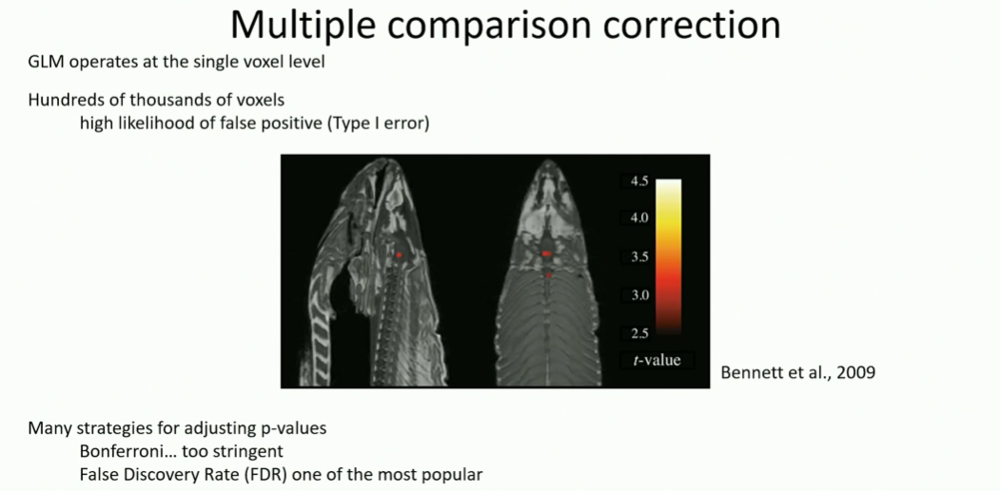 Multiple comparison correction
GLM operates at the single voxel level
Hundreds of thousands of voxels
high likelihood of false positive (Type I error)
4.5
4.0
3.5
3.0
2.5
t-value
Bennett et al., 2009
Many strategies for adjusting p-values
Bonferroni... too stringent
False Discovery Rate (FDR) one of the most popular